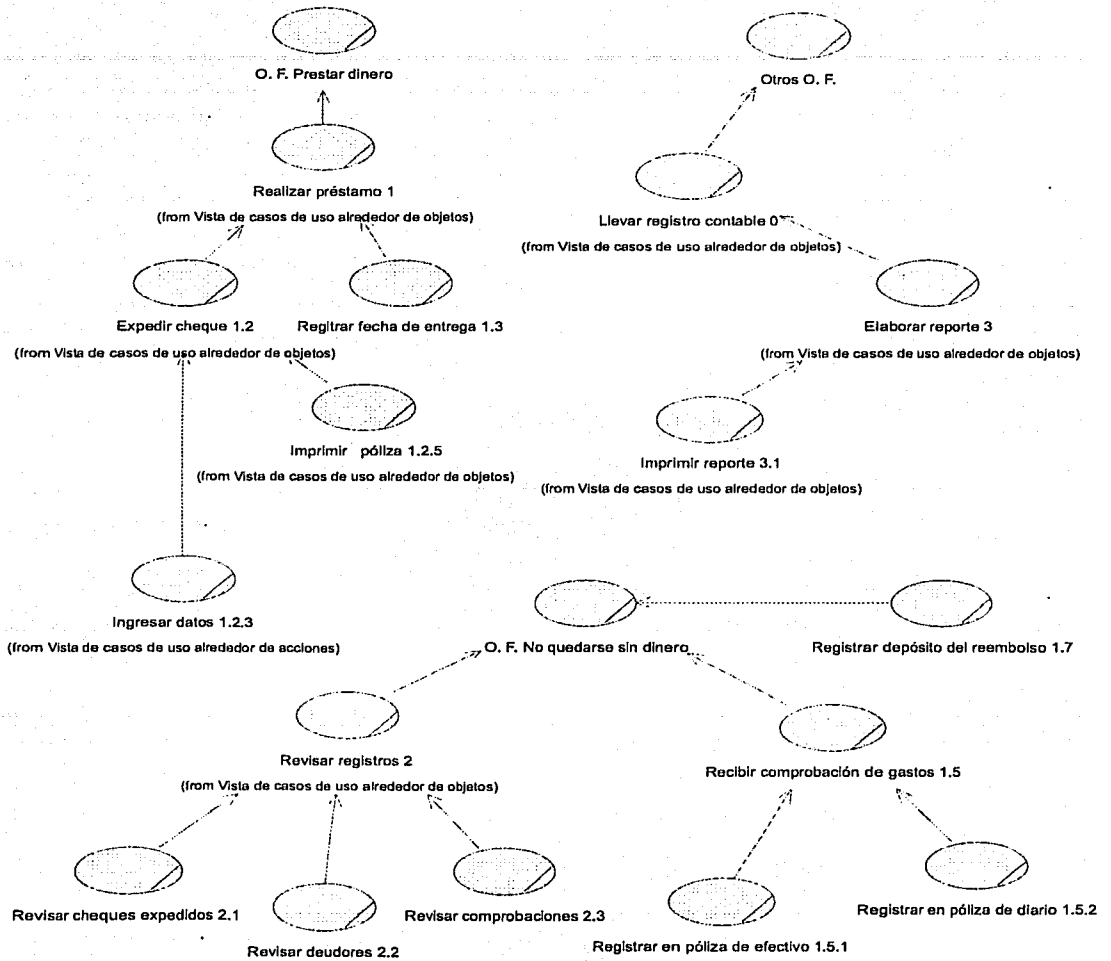 O. F. Prestar dinero
Otros O. F.
Realizar préstamo 1
(from Vista de casos de uso alrededor de objetos)
Llevar registro contable 0
(from Vista de casos de uso alrededor de objetos)
Expedir cheque 1.2
(from Vista de casos de uso alrededor de objetos)
Regitrar fecha de entrega 1.3
Elaborar reporte 3
(from Vista de casos de uso alrededor de objetos)
Imprimir póliza 1.2.5
(from Vista de casos de uso alrededor de objetos)
Imprimir reporte 3.1
(from Vista de casos de uso alrededor de objetos)
Ingresar datos 1.2.3
(from Vista de casos de uso alrededor de acciones)
O. F. No quedarse sin dinero
Registrar depósito del reembolso 1.7
Revisar registros 2
(from Vista de casos de uso alrededor de objetos)
Recibir comprobación de gastos 1.5
Revisar cheques expedidos 2.1
Revisar deudores 2.2
Revisar comprobaciones 2.3
Registrar en póliza de efectivo 1.5.1
Registrar en póliza de diario 1.5.2